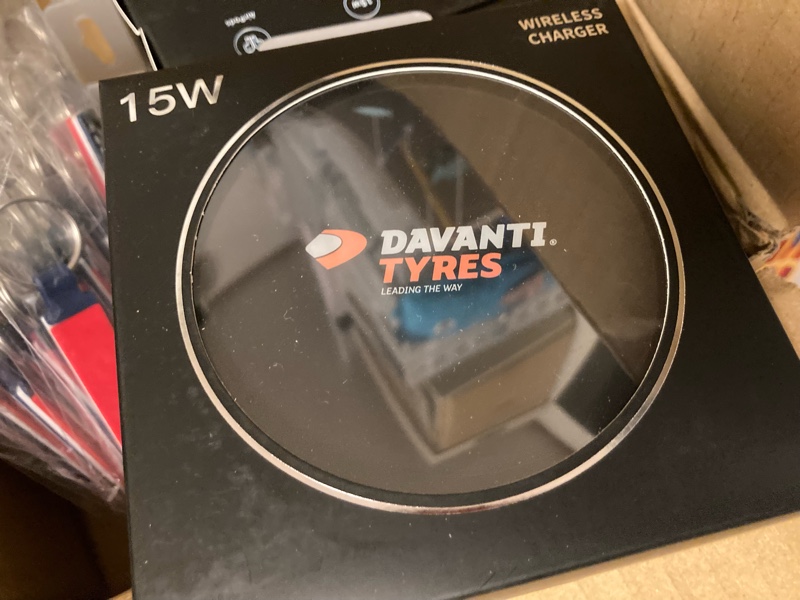 WIRELESS
CHARGER
15W
DAVANTI®
TYRES
LEADING THE WAY